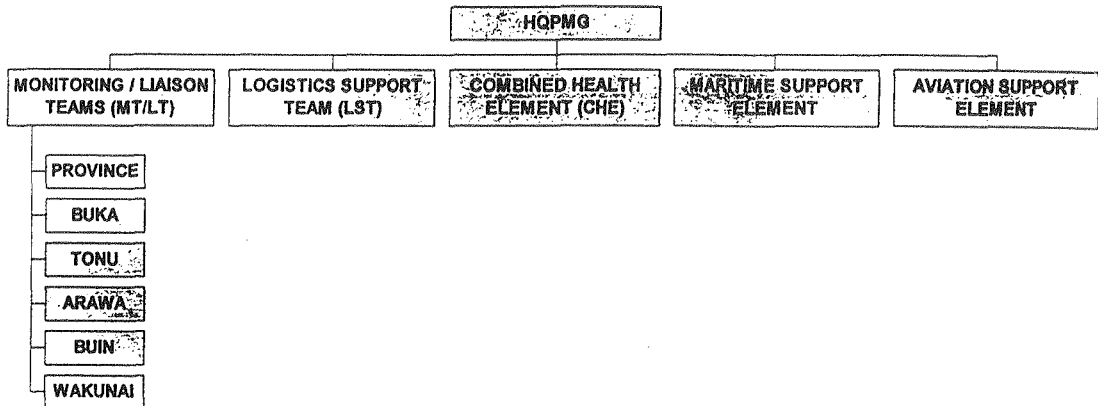 HQPMG
MONITORING / LIAISON
TEAMS (MT/LT)
LOGISTICS SUPPORT
TEAM (LST)
COMBINED HEALTH
ELEMENT (CHE)
MARITIME SUPPORT
ELEMENT
AVIATION SUPPORT
ELEMENT
PROVINCE
BUKA
TONU
ARAWA
BUIN
WAKUNAI